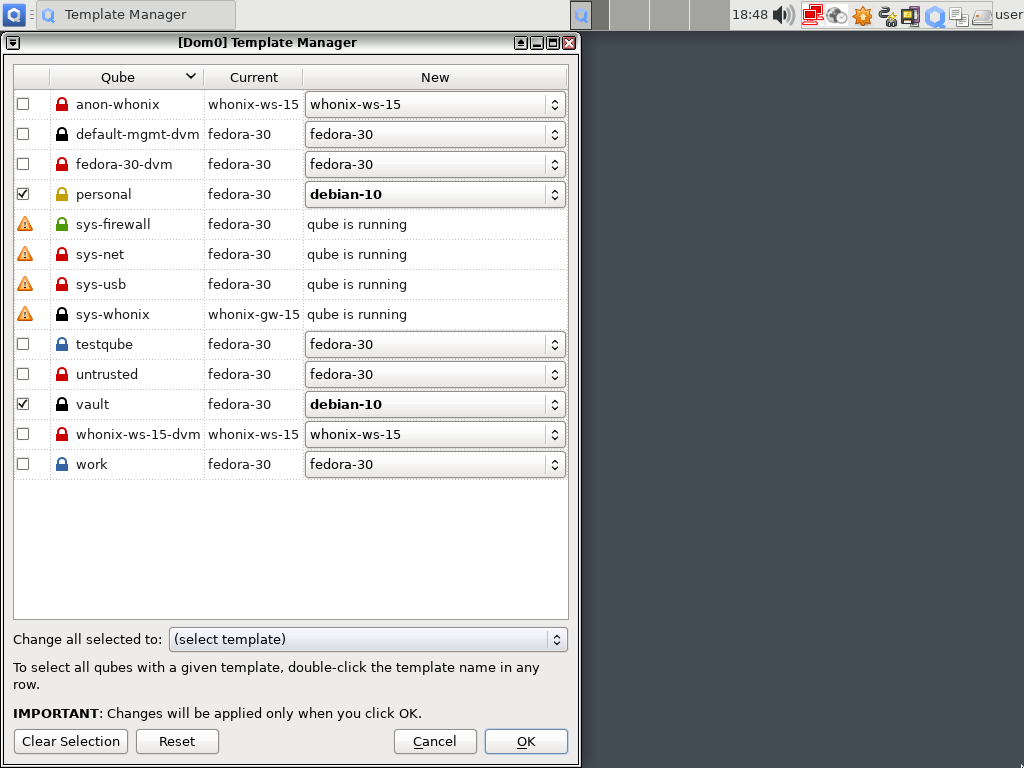 Template Manager
18:48
user
[Dom0] Template Manager
Qube Current New
anon-whonix whonix-ws-15 whonix-ws-15
default-mgmt-dvm fedora-30 fedora-30
fedora-30-dvm fedora-30 fedora-30
personal fedora-30 debian-10
sys-firewall fedora-30 qube is running
sys-net fedora-30 qube is running
sys-usb fedora-30 qube is running
sys-whonix whonix-gw-15 qube is running
testqube fedora-30 fedora-30
untrusted fedora-30 fedora-30
vault fedora-30 debian-10
whonix-ws-15-dvm whonix-ws-15 whonix-ws-15
work fedora-30 fedora-30
Change all selected to: (select template)
To select all qubes with a given template, double-click the template name in any
row.
IMPORTANT: Changes will be applied only when you click OK.
Clear Selection Reset Cancel OK